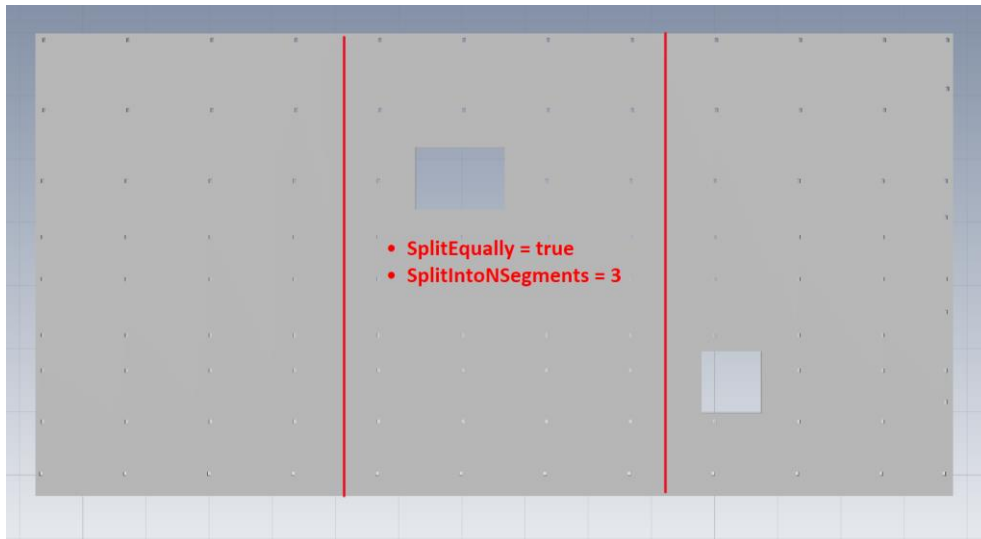 • SplitEqually = true
• SplitIntoNSegments = 3